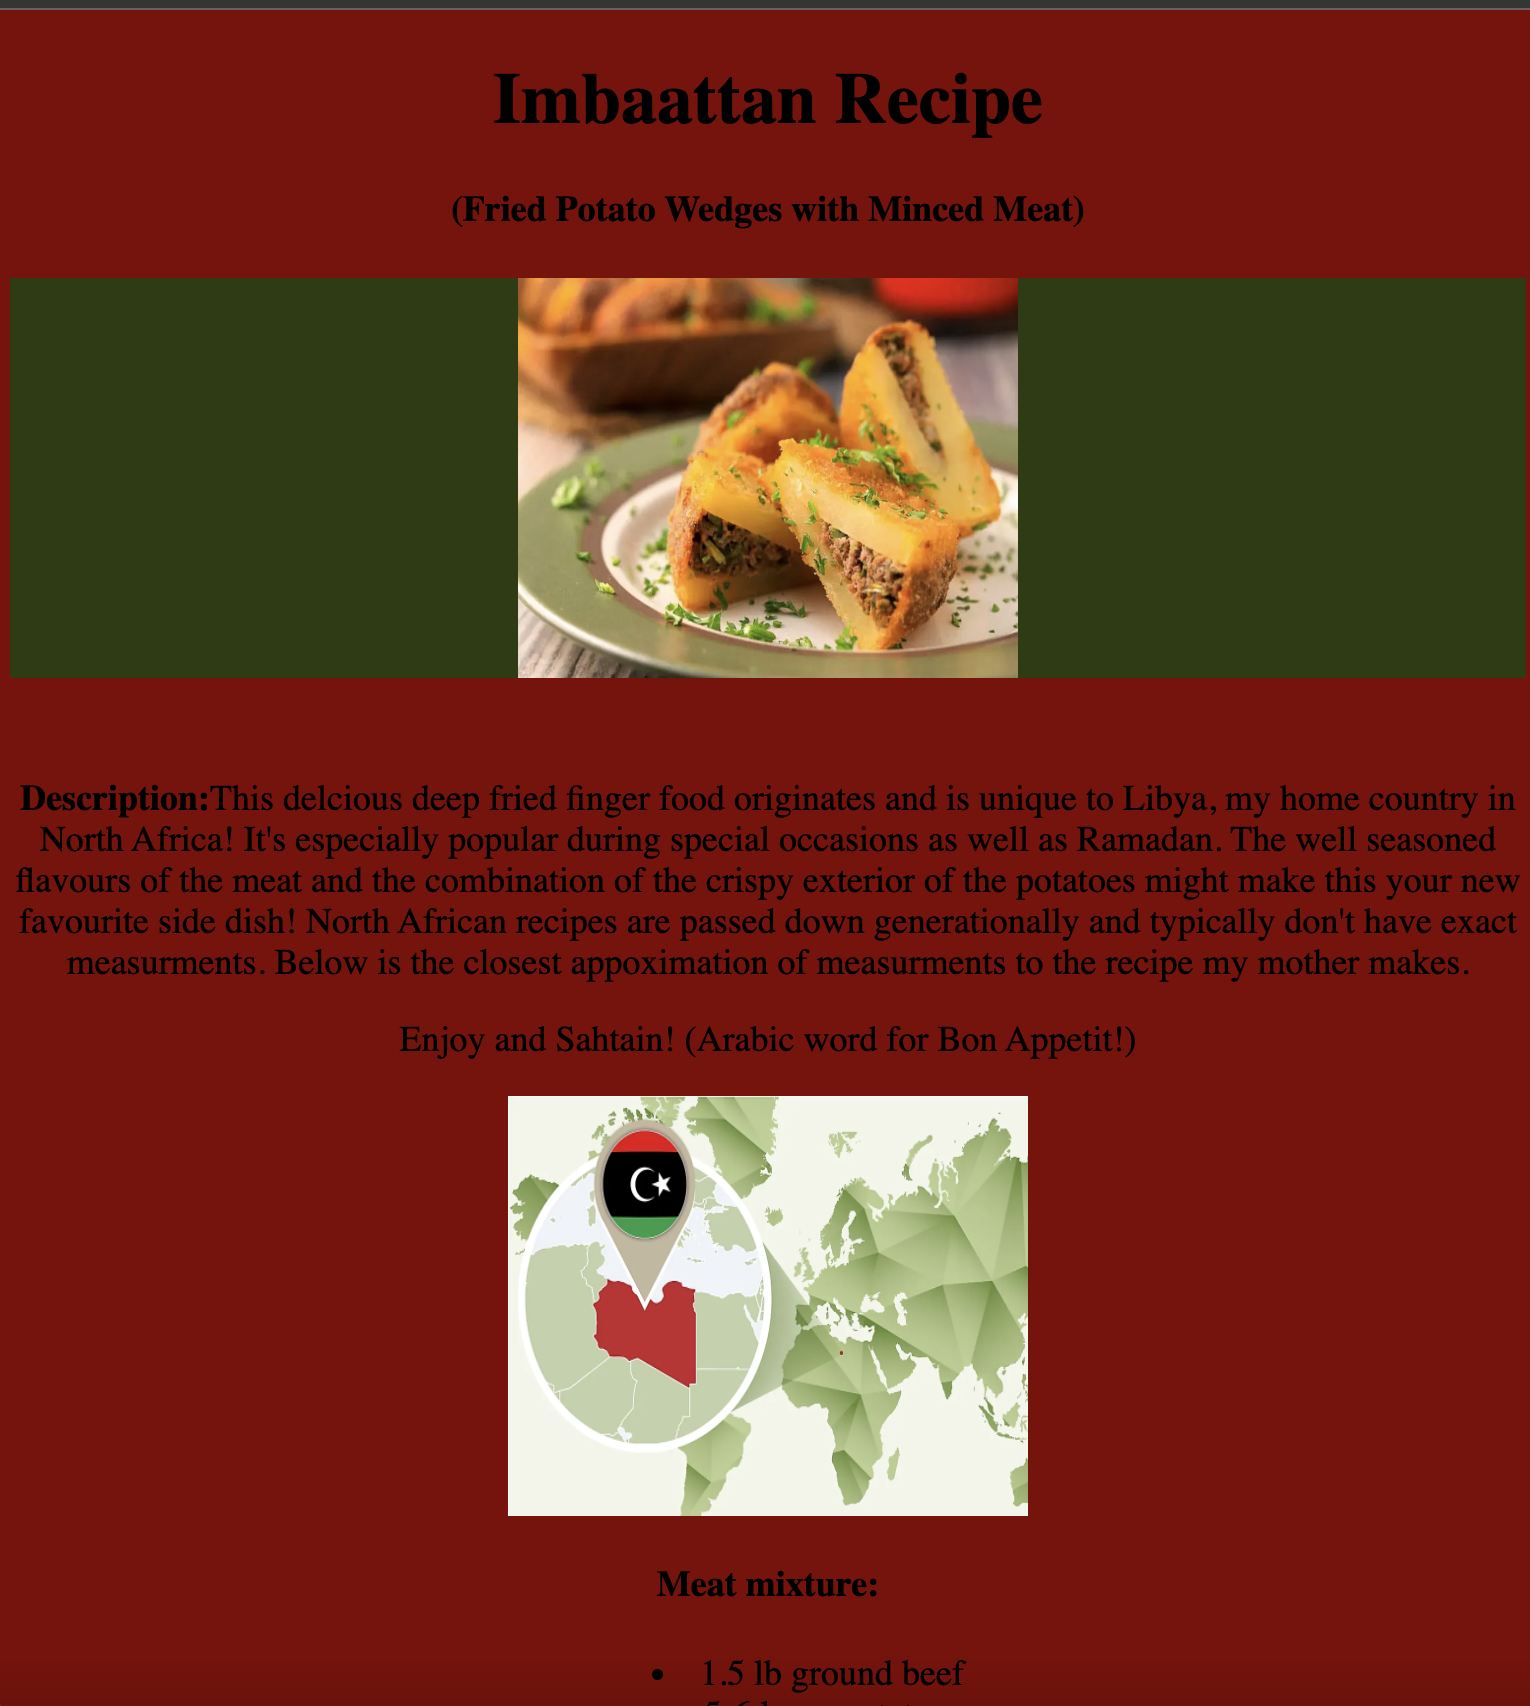 Imbaattan Recipe
(Fried Potato Wedges with Minced Meat)
Description:This delcious deep fried finger food originates and is unique to Libya, my home country in
North Africa! It's especially popular during special occasions as well as Ramadan. The well seasoned
flavours of the meat and the combination of the crispy exterior of the potatoes might make this your new
favourite side dish! North African recipes are passed down generationally and typically don't have exact
measurments. Below is the closest appoximation of measurments to the recipe my mother makes.
Enjoy and Sahtain! (Arabic word for Bon Appetit!)
Meat mixture:
• 1.5 lb ground beef